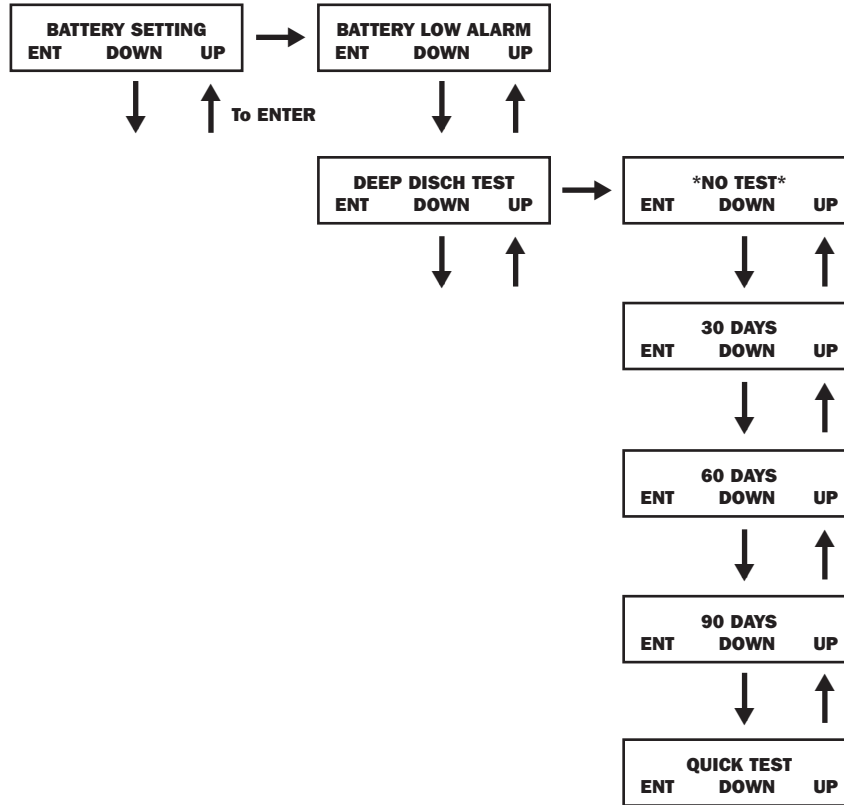 BATTERY SETTING
ENT DOWN UP
BATTERY LOW ALARM
ENT DOWN UP
To ENTER
DEEP DISCH TEST
ENT DOWN UP
*NO TEST*
ENT DOWN UP
30 DAYS
ENT DOWN UP
60 DAYS
ENT DOWN UP
90 DAYS
ENT DOWN UP
QUICK TEST
ENT DOWN UP